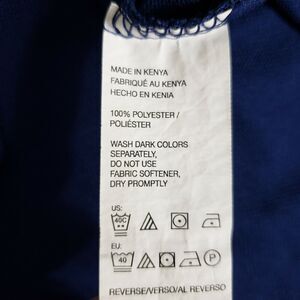 MADE IN KENYA
FABRIQUÉ AU KENYA
HECHO EN KENIA
100% POLYESTER /
POLIÉSTER
WASH DARK COLORS
SEPARATELY,
DO NOT USE
FABRIC SOFTENER,
DRY PROMPTLY
US:
40C
EU:
40 P
REVERSE/VERSO/AL REVERSO